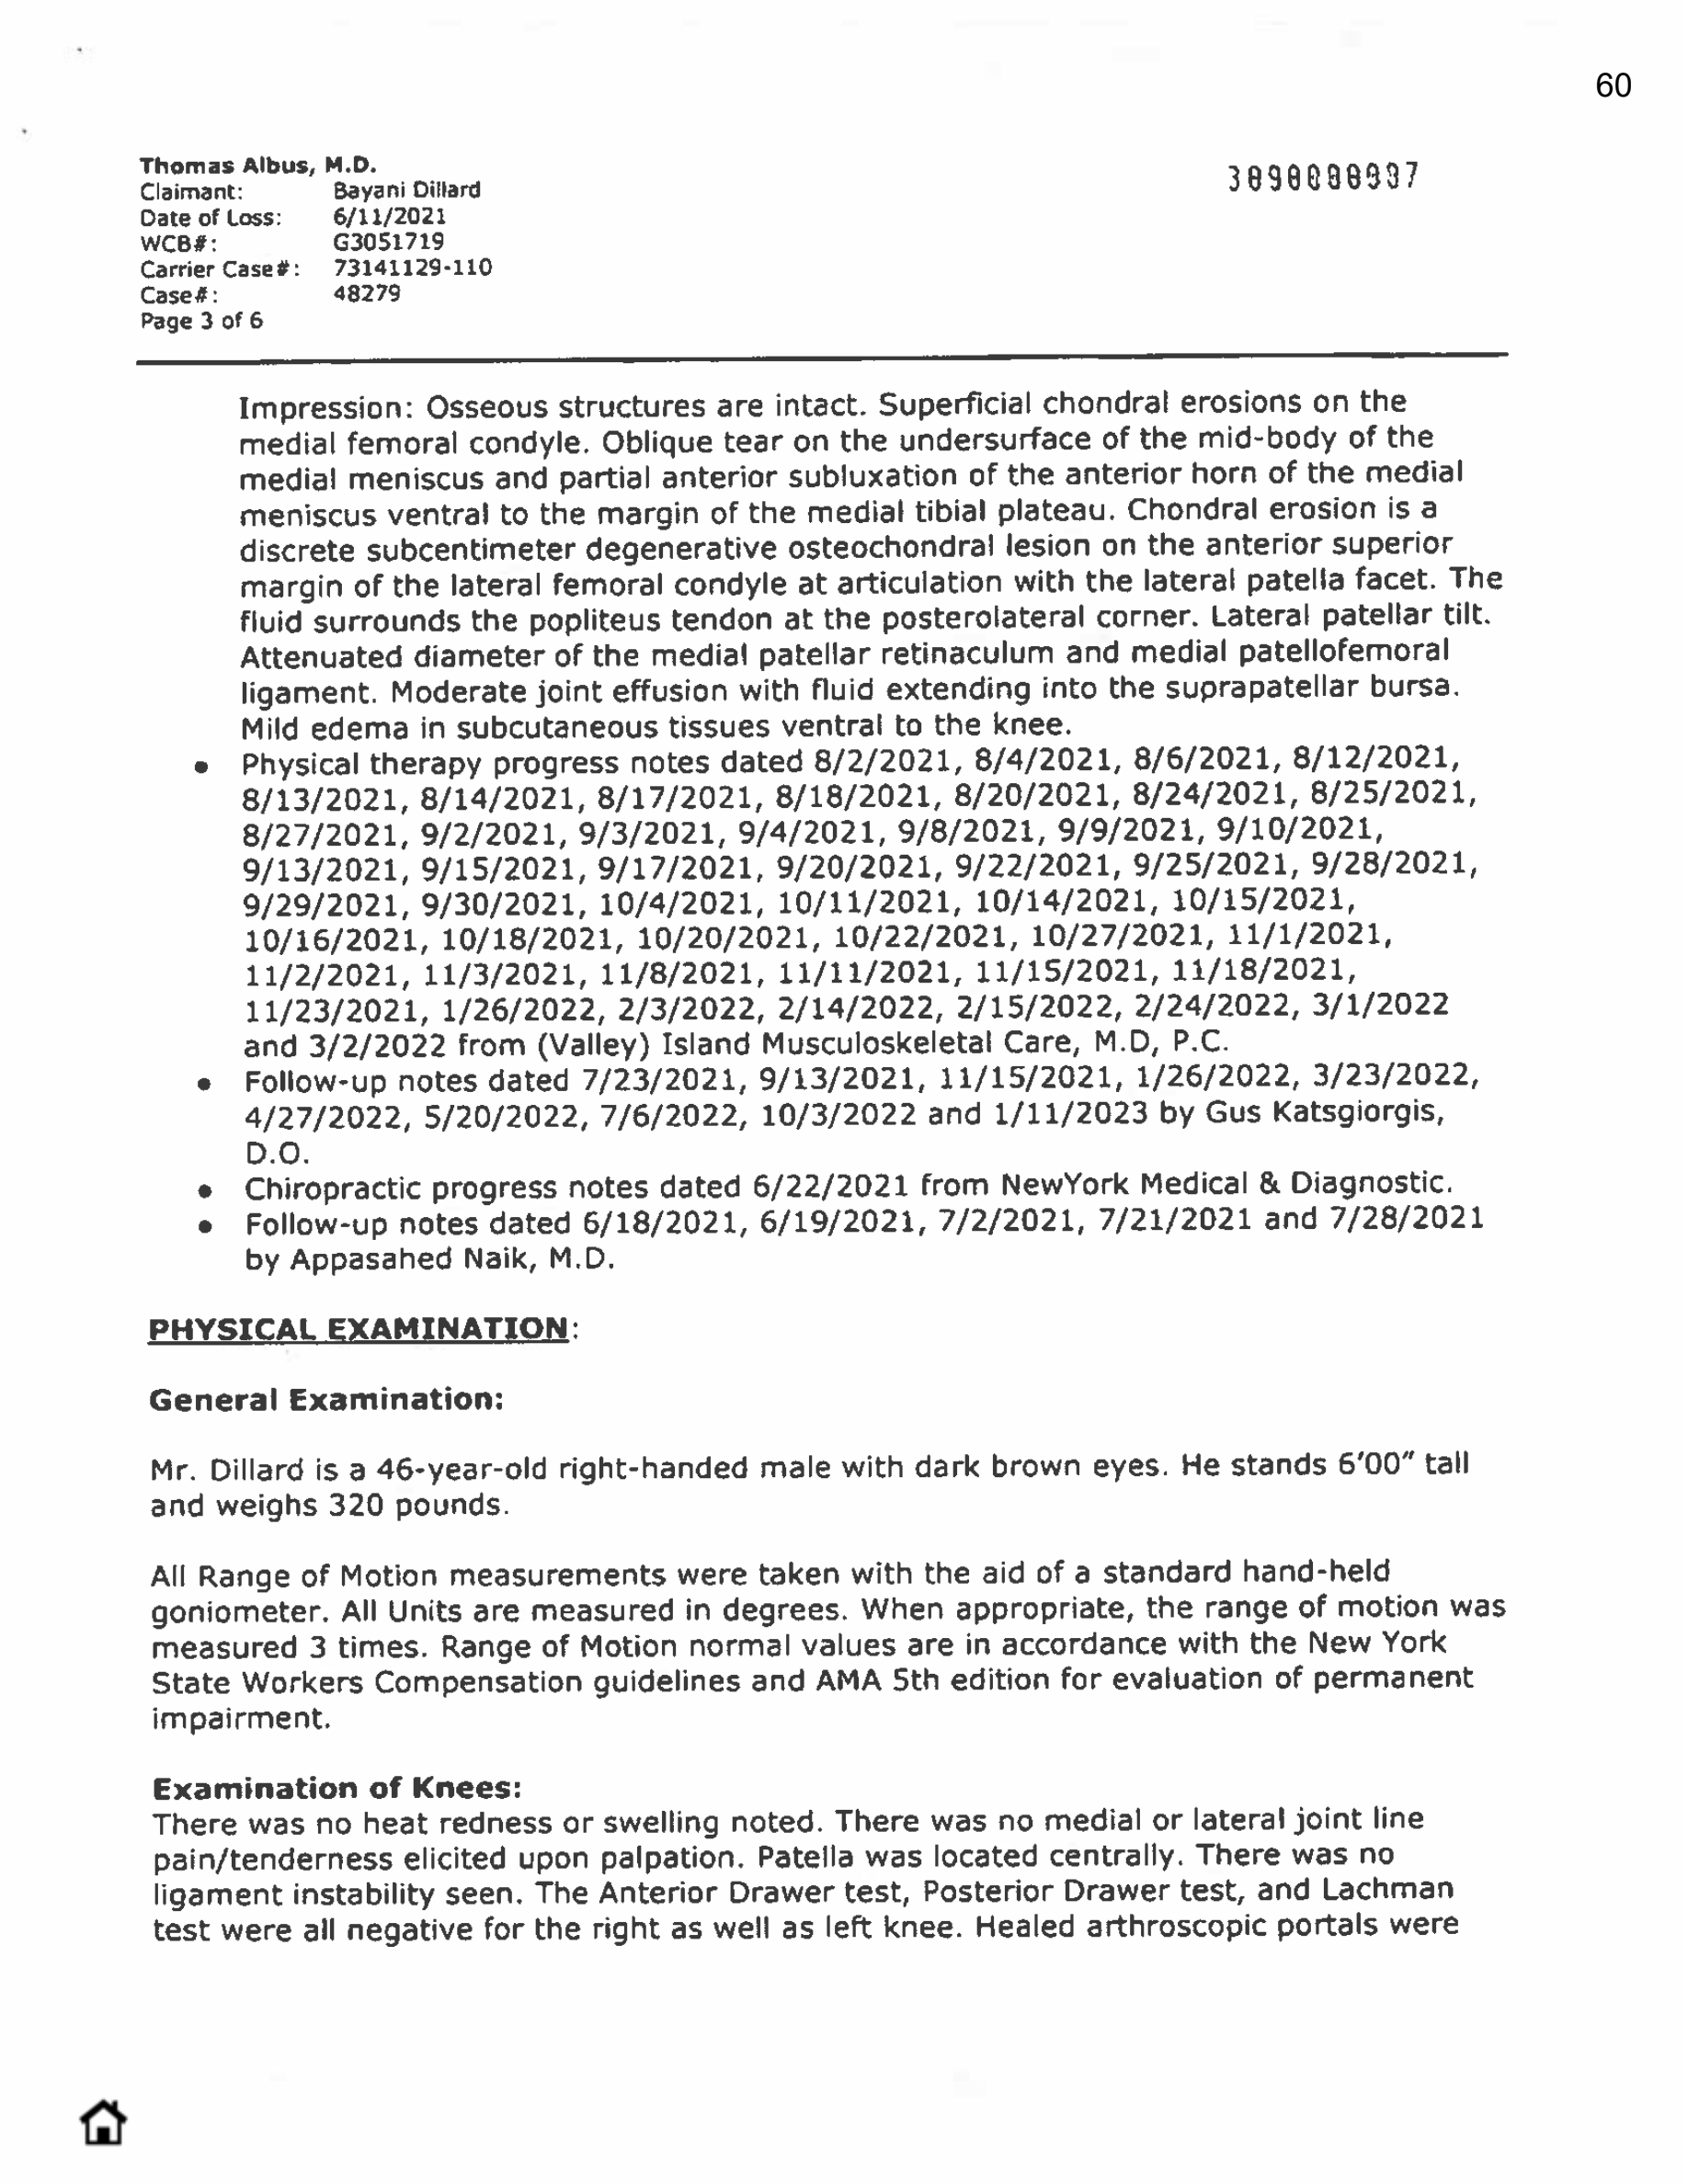 60
Thomas Albus, M.D.
Claimant: Bayani Dillard
Date of Loss: 6/11/2021
WCB#: G3051719
Carrier Case#: 73141129-110
Case#: 48279
Page 3 of 6
Impression: Osseous structures are intact. Superficial chondral erosions on the
medial femoral condyle. Oblique tear on the undersurface of the mid-body of the
medial meniscus and partial anterior subluxation of the anterior horn of the medial
meniscus ventral to the margin of the medial tibial plateau. Chondral erosion is a
discrete subcentimeter degenerative osteochondral lesion on the anterior superior
margin of the lateral femoral condyle at articulation with the lateral patella facet. The
fluid surrounds the popliteus tendon at the posterolateral corner. Lateral patellar tilt.
Attenuated diameter of the medial patellar retinaculum and medial patellofemoral
ligament. Moderate joint effusion with fluid extending into the suprapatellar bursa.
Mild edema in subcutaneous tissues ventral to the knee.
• Physical therapy progress notes dated 8/2/2021, 8/4/2021, 8/6/2021, 8/12/2021,
8/13/2021, 8/14/2021, 8/17/2021, 8/18/2021, 8/20/2021, 8/24/2021, 8/25/2021,
8/27/2021, 9/2/2021, 9/3/2021, 9/4/2021, 9/8/2021, 9/9/2021, 9/10/2021,
9/13/2021, 9/15/2021, 9/17/2021, 9/20/2021, 9/22/2021, 9/25/2021, 9/28/2021,
9/29/2021, 9/30/2021, 10/4/2021, 10/11/2021, 10/14/2021, 10/15/2021,
10/16/2021, 10/18/2021, 10/20/2021, 10/22/2021, 10/27/2021, 11/1/2021,
11/2/2021, 11/3/2021, 11/8/2021, 11/11/2021, 11/15/2021, 11/18/2021,
11/23/2021, 1/26/2022, 2/3/2022, 2/14/2022, 2/15/2022, 2/24/2022, 3/1/2022
and 3/2/2022 from (Valley) Island Musculoskeletal Care, M.D, P.C.
• Follow-up notes dated 7/23/2021, 9/13/2021, 11/15/2021, 1/26/2022, 3/23/2022,
4/27/2022, 5/20/2022, 7/6/2022, 10/3/2022 and 1/11/2023 by Gus Katsgiorgis,
D.O.
• Chiropractic progress notes dated 6/22/2021 from NewYork Medical & Diagnostic.
• Follow-up notes dated 6/18/2021, 6/19/2021, 7/2/2021, 7/21/2021 and 7/28/2021
by Appasahed Naik, M.D.
PHYSICAL EXAMINATION:
General Examination:
Mr. Dillard is a 46-year-old right-handed male with dark brown eyes. He stands 6'00" tall
and weighs 320 pounds.
All Range of Motion measurements were taken with the aid of a standard hand-held
goniometer. All Units are measured in degrees. When appropriate, the range of motion was
measured 3 times. Range of Motion normal values are in accordance with the New York
State Workers Compensation guidelines and AMA 5th edition for evaluation of permanent
impairment.
Examination of Knees:
There was no heat redness or swelling noted. There was no medial or lateral joint line
pain/tenderness elicited upon palpation. Patella was located centrally. There was no
ligament instability seen. The Anterior Drawer test, Posterior Drawer test, and Lachman
test were all negative for the right as well as left knee. Healed arthroscopic portals were